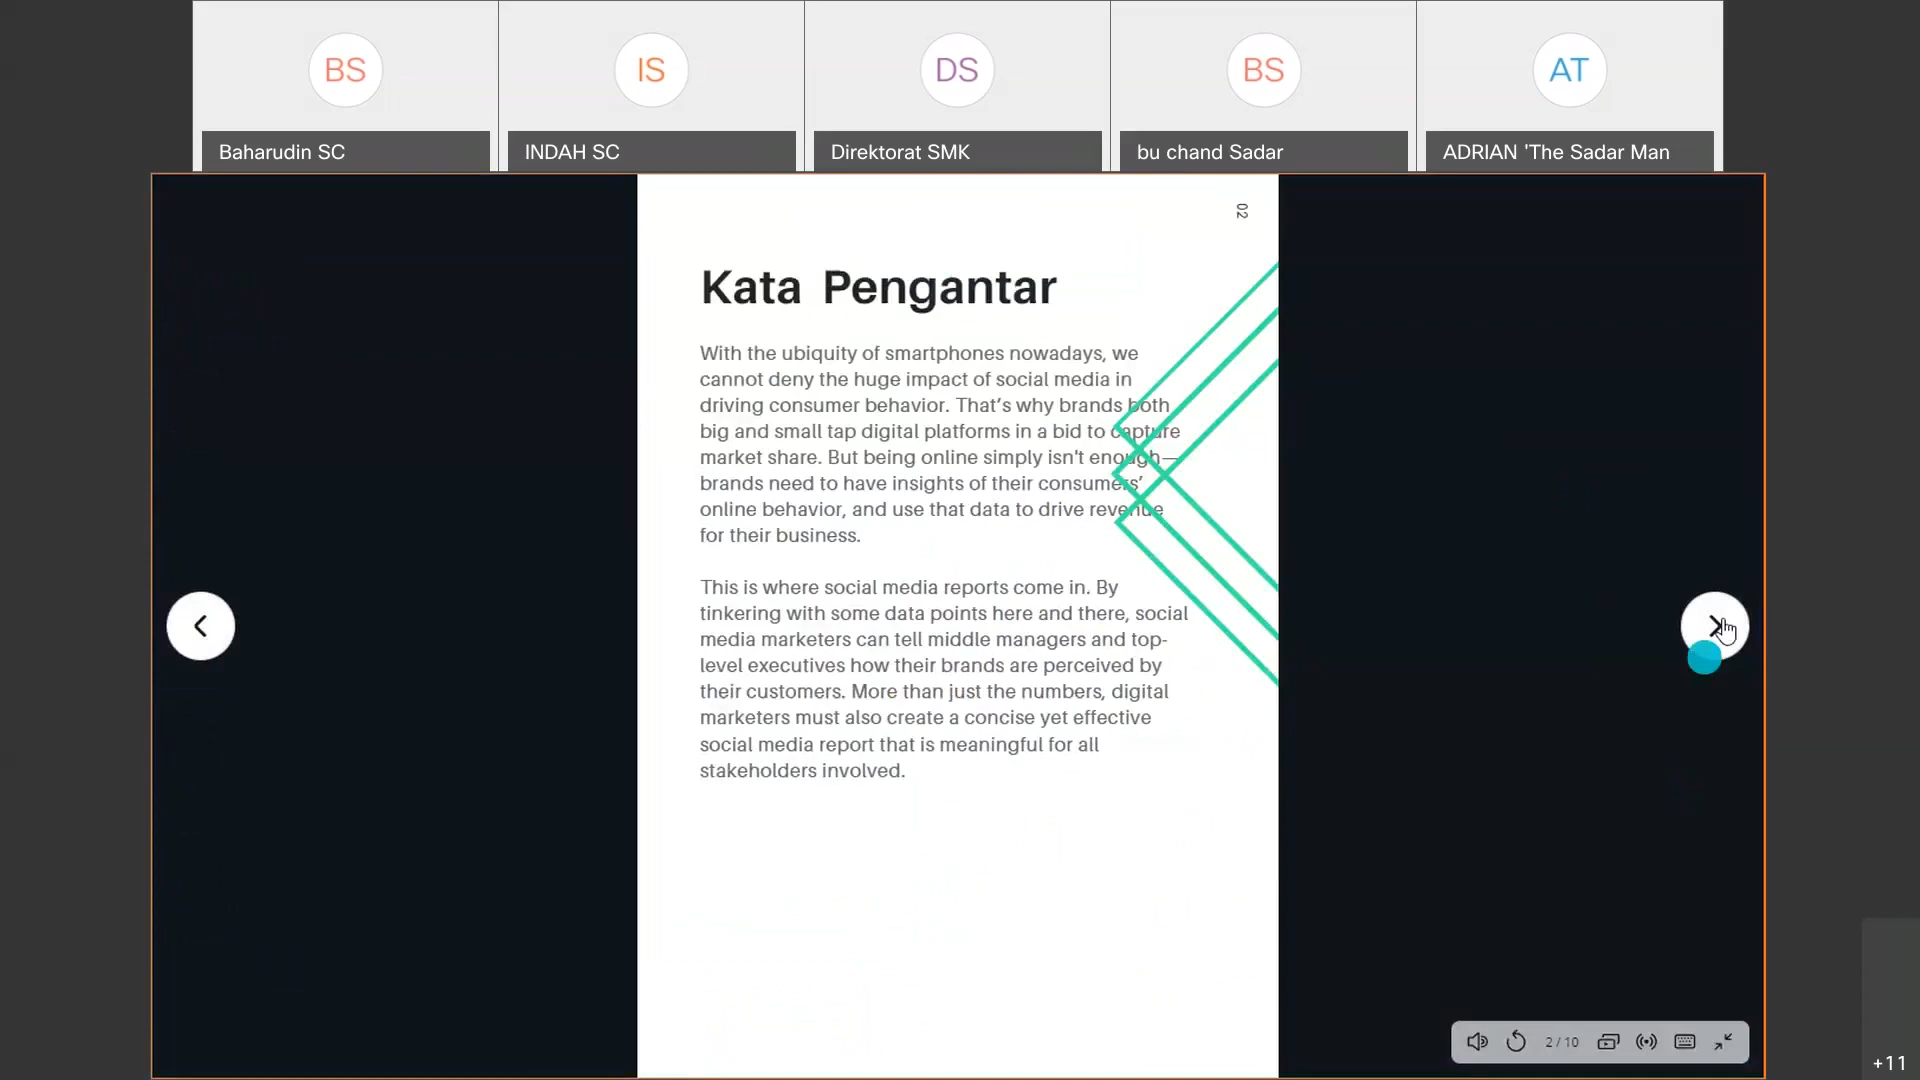 BS
IS
DS
BS
AT
Baharudin SC
INDAH SC
Direktorat SMK
bu chand Sadar
ADRIAN 'The Sadar Man
02
Kata Pengantar
With the ubiquity of smartphones nowadays, we
cannot deny the huge impact of social media in
driving consumer behavior. That’s why brands both
big and small tap digital platforms in a bid to capture
market share. But being online simply isn't enough—
brands need to have insights of their consumers’
online behavior, and use that data to drive revenue
for their business.
This is where social media reports come in. By
tinkering with some data points here and there, social
media marketers can tell middle managers and top-
level executives how their brands are perceived by
their customers. More than just the numbers, digital
marketers must also create a concise yet effective
social media report that is meaningful for all
stakeholders involved.
2 / 10
+11